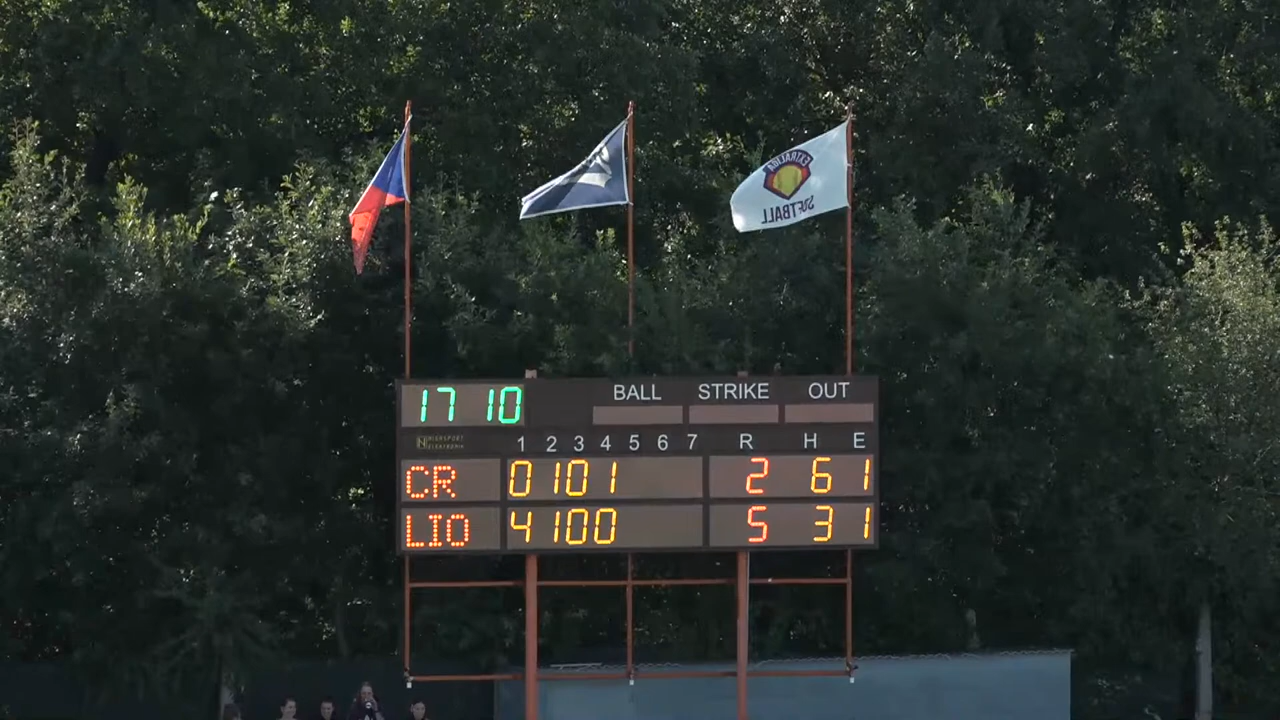 EXTRALIGA
SOFTBALL
17 10 BALL STRIKE OUT
1 2 3 4 5 6 7 R H E
CR 0 1 0 1 2 6 1
LIO 4 1 0 0 5 3 1